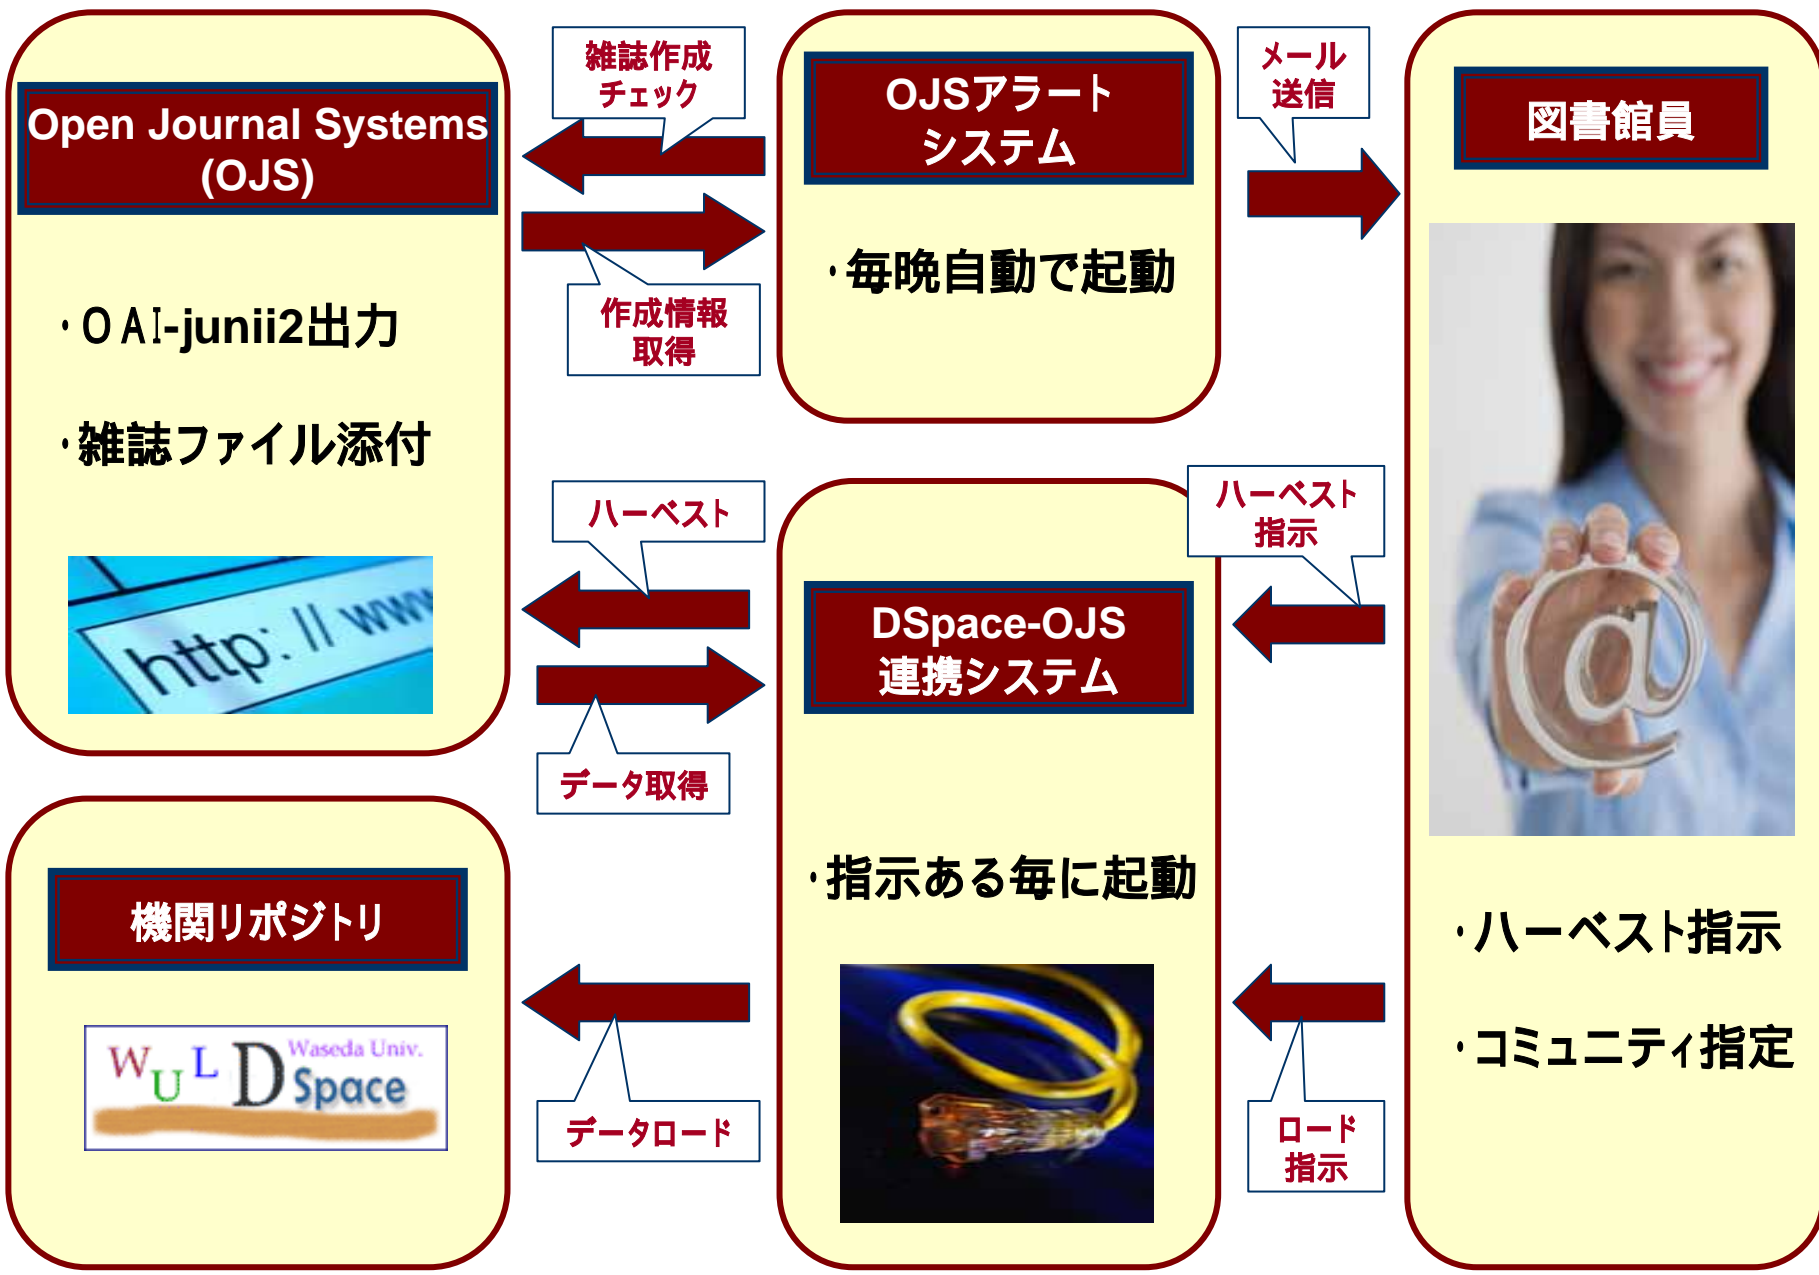 Open Journal Systems
(OJS)
・OAI-junii2出力
・雑誌ファイル添付
http: // www
雑誌作成
チェック
作成情報
取得
OJSアラート
システム
・毎晩自動で起動
メール
送信
図書館員
ハーベスト
データ取得
DSpace-OJS
連携システム
・指示ある毎に起動
ハーベスト
指示
@
・ハーベスト指示
・コミュニティ指定
機関リポジトリ
WUL DSpace
Waseda Univ.
データロード
ロード
指示